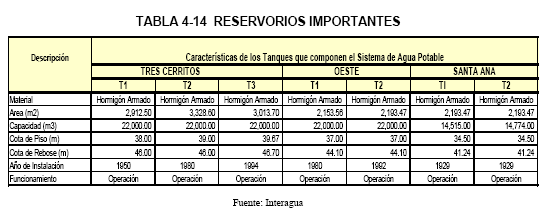 TABLA 4-14 RESERVORIOS IMPORTANTES
Descripción
Características de los Tanques que componen el Sistema de Agua Potable
TRES CERRITOS OESTE SANTA ANA
T1 T2 T3 T1 T2 TI T2
Material Hormigón Armado Hormigón Armado Hormigón Armado Hormigón Armado Hormigón Armado Hormigón Armado Hormigón Armado
Area (m2) 2,912.50 3,328.60 3,013.70 2,153.56 2,193.47 2,193.47 2,193.47
Capacidad (m3) 22,000.00 22,000.00 22,000.00 22,000.00 22,000.00 14,515.00 14,774.00
Cota de Piso (m) 38.00 39.00 39.67 37.00 37.00 34.50 34.50
Cota de Rebose (m) 46.00 46.00 46.70 44.10 44.10 41.24 41.24
Año de Instalación 1950 1980 1994 1980 1992 1929 1929
Funcionamiento Operación Operación Operación Operación Operación Operación Operación
Fuente: Interagua